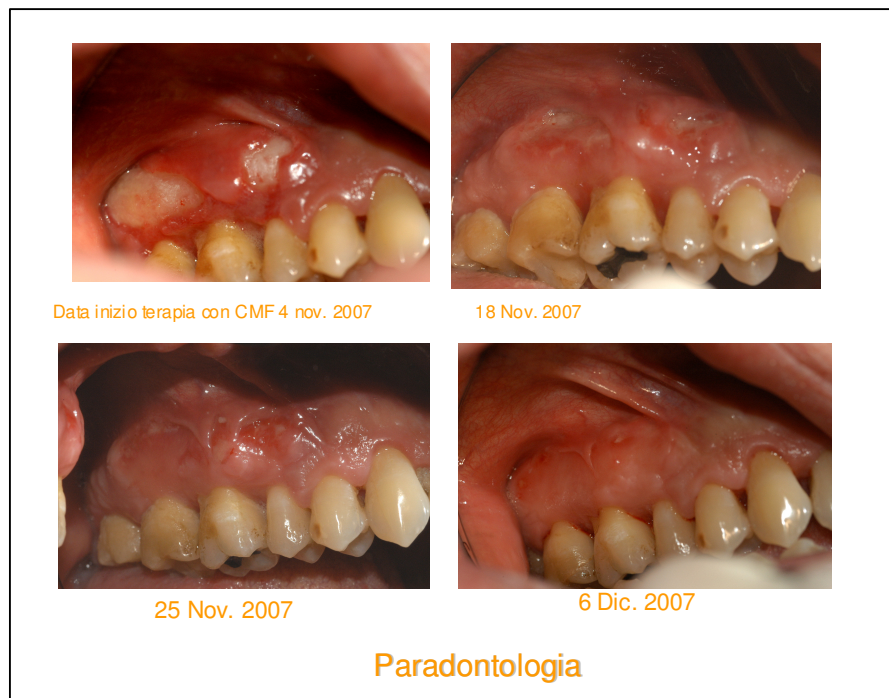 Data inizio terapia con CMF 4 nov. 2007
18 Nov. 2007
25 Nov. 2007
6 Dic. 2007
Paradontologia